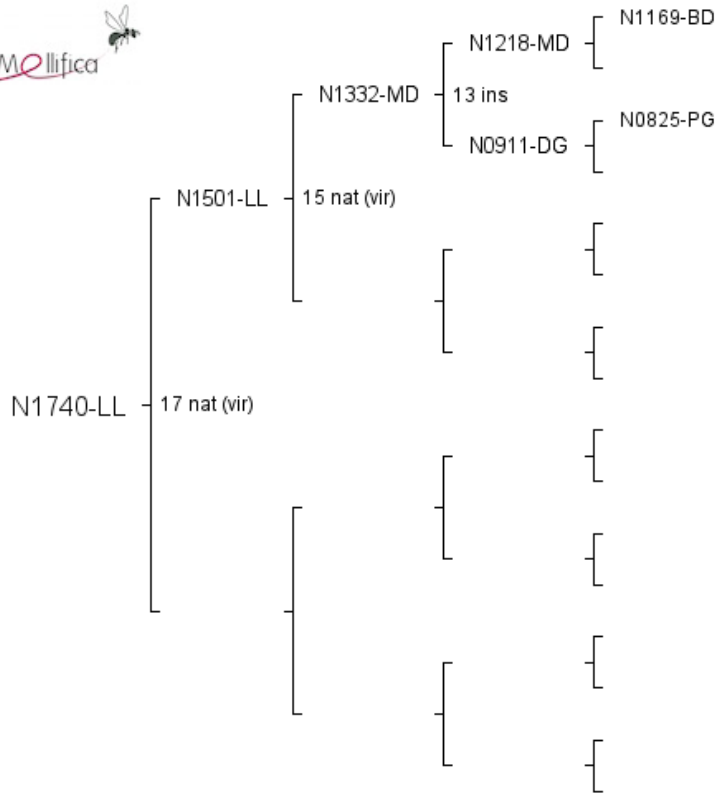 Mellifica
N1169-BD
N1218-MD
N1332-MD
13 ins
N0825-PG
N0911-DG
N1501-LL
15 nat (vir)
N1740-LL
17 nat (vir)